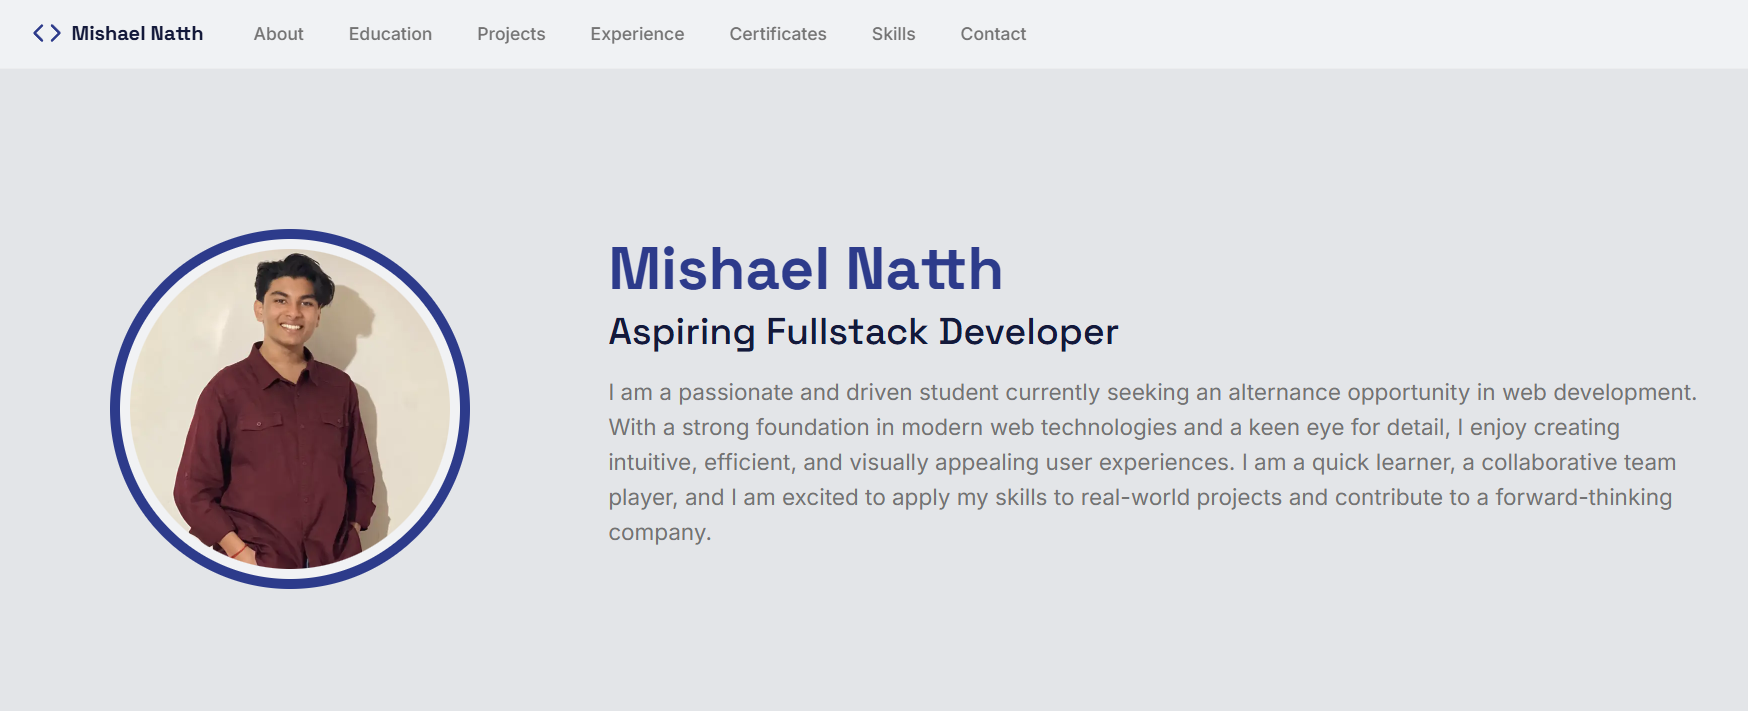 Mishael Natth
About
Education
Projects
Experience
Certificates
Skills
Contact
Mishael Natth
Aspiring Fullstack Developer
I am a passionate and driven student currently seeking an alternance opportunity in web development.
With a strong foundation in modern web technologies and a keen eye for detail, I enjoy creating
intuitive, efficient, and visually appealing user experiences. I am a quick learner, a collaborative team
player, and I am excited to apply my skills to real-world projects and contribute to a forward-thinking
company.